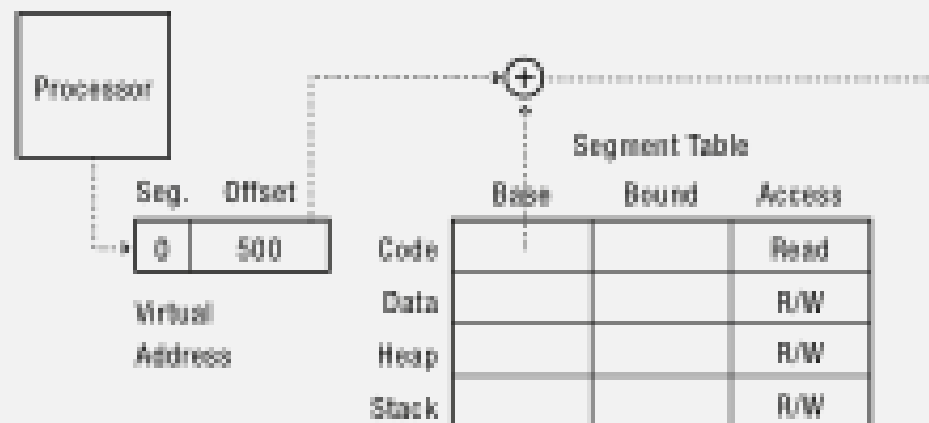 Processor
+
Segment Table
Seg. Offset
Base Bound Access
0 500
Code Read
Virtual
Address
Data R/W
Heap R/W
Stack R/W